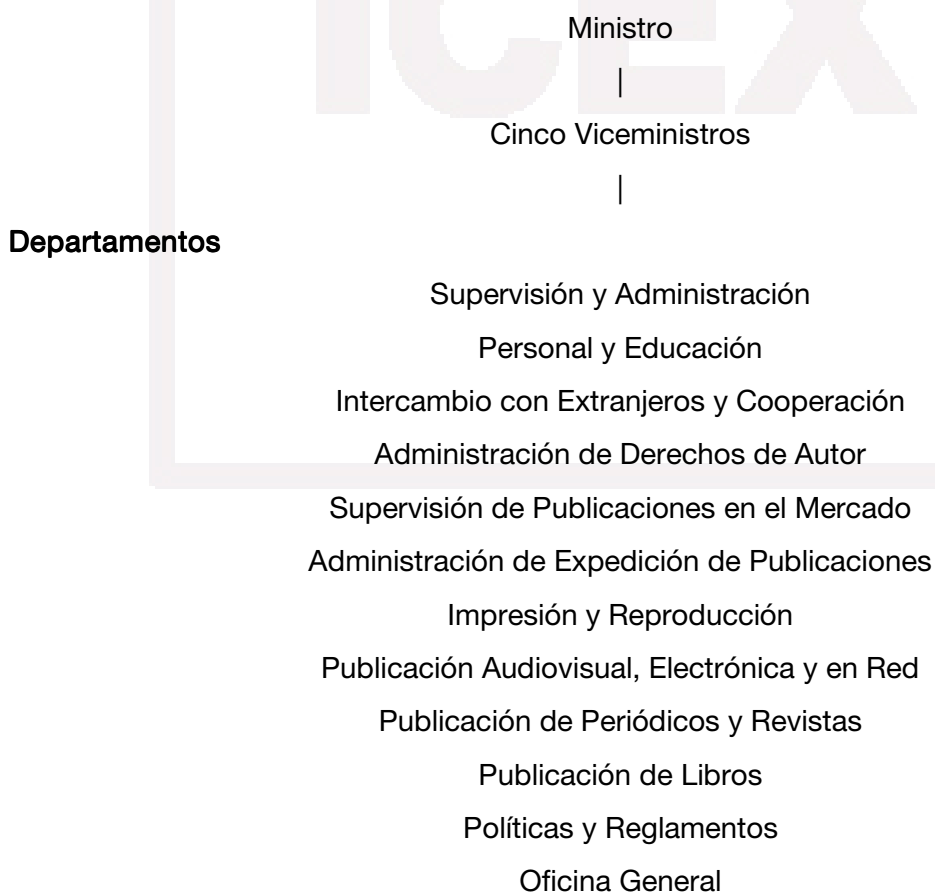 ICEX
Ministro
|
Cinco Viceministros
|
Departamentos
Supervisión y Administración
Personal y Educación
Intercambio con Extranjeros y Cooperación
Administración de Derechos de Autor
Supervisión de Publicaciones en el Mercado
Administración de Expedición de Publicaciones
Impresión y Reproducción
Publicación Audiovisual, Electrónica y en Red
Publicación de Periódicos y Revistas
Publicación de Libros
Políticas y Reglamentos
Oficina General